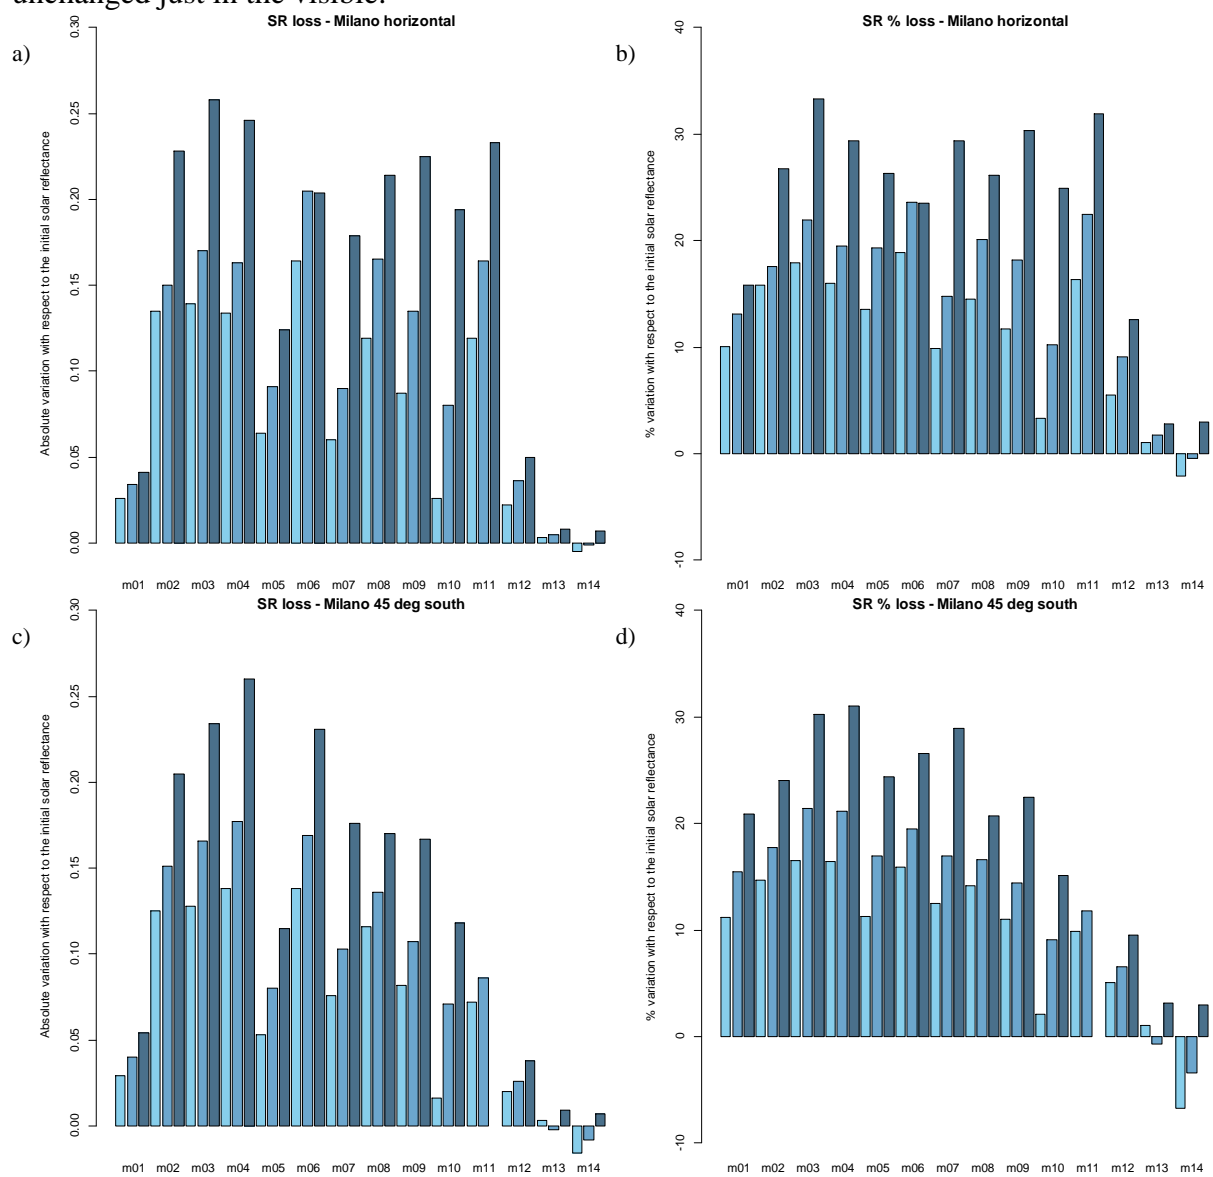 unchanged just in the visible.
a)
SR loss - Milano horizontal
Absolute variation with respect to the initial solar reflectance
0.30
0.25
0.20
0.15
0.10
0.05
0.00
m01 m02 m03 m04 m05 m06 m07 m08 m09 m10 m11 m12 m13 m14
b)
SR % loss - Milano horizontal
% variation with respect to the initial solar reflectance
40
30
20
10
0
-10
m01 m02 m03 m04 m05 m06 m07 m08 m09 m10 m11 m12 m13 m14
c)
SR loss - Milano 45 deg south
Absolute variation with respect to the initial solar reflectance
0.30
0.25
0.20
0.15
0.10
0.05
0.00
m01 m02 m03 m04 m05 m06 m07 m08 m09 m10 m11 m12 m13 m14
d)
SR % loss - Milano 45 deg south
% variation with respect to the initial solar reflectance
40
30
20
10
0
-10
m01 m02 m03 m04 m05 m06 m07 m08 m09 m10 m11 m12 m13 m14